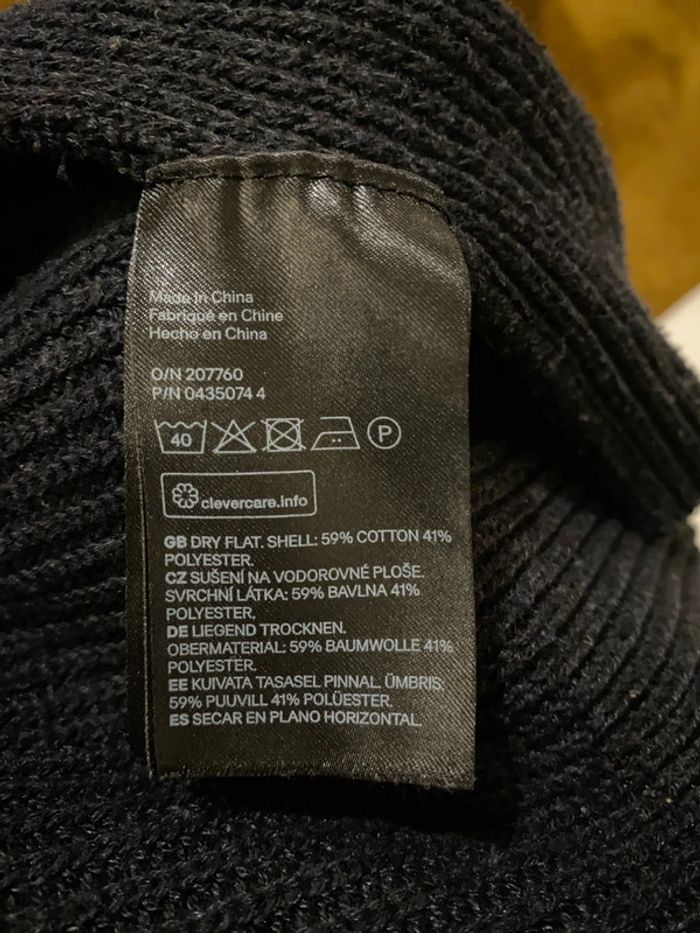 Made in China
Fabriqué en Chine
Hecho en China
O/N 207760
P/N 0435074 4
40
P
clevercare.info
GB DRY FLAT. SHELL: 59% COTTON 41%
POLYESTER.
CZ SUŠENÍ NA VODOROVNÉ PLOŠE.
SVRCHNÍ LÁTKA: 59% BAVLNA 41%
POLYESTER.
DE LIEGEND TROCKNEN.
OBERMATERIAL: 59% BAUMWOLLE 41%
POLYESTER.
EE KUIVATA TASASEL PINNAL. ÜMBRIS:
59% PUUVILL 41% POLÜESTER.
ES SECAR EN PLANO HORIZONTAL.